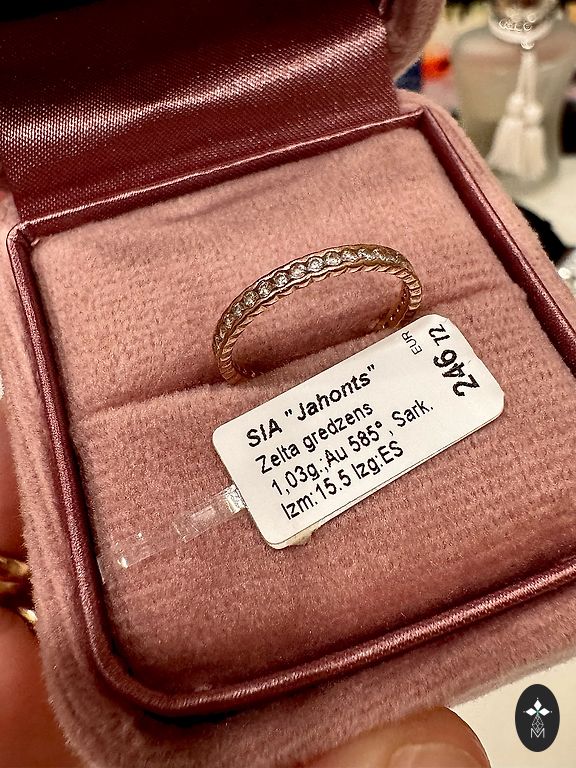 SIA "Jahonts"
Zelta gredzens
1,03g.;Au 585°, Sark.
Izm.15.5 Izg:ES
EUR 246 72